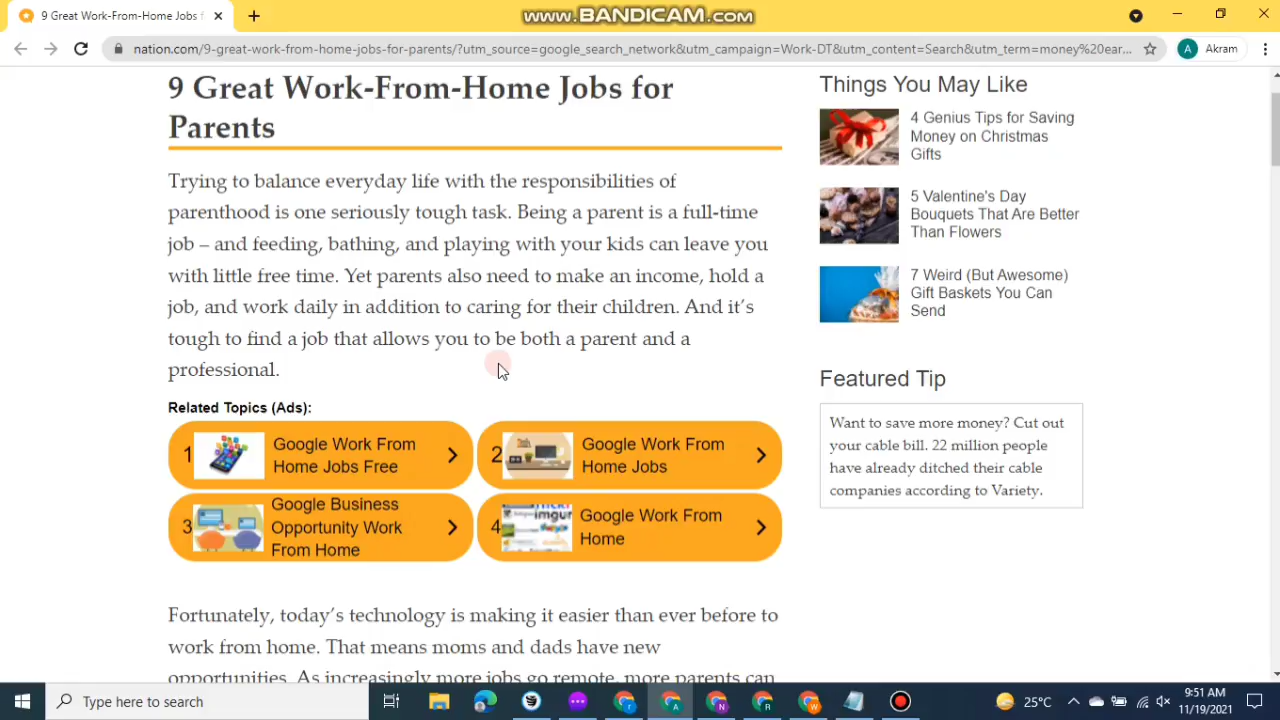 9 Great Work-From-Home Jobs f
www.BANDICAM.com
nation.com/9-great-work-from-home-jobs-for-parents/?utm_source=google_search_network&utm_campaign=Work-DT&utm_content=Search&utm_term=money%20ear...
A
Akram
9 Great Work-From-Home Jobs for
Parents
Trying to balance everyday life with the responsibilities of
parenthood is one seriously tough task. Being a parent is a full-time
job – and feeding, bathing, and playing with your kids can leave you
with little free time. Yet parents also need to make an income, hold a
job, and work daily in addition to caring for their children. And it's
tough to find a job that allows you to be both a parent and a
professional.
Related Topics (Ads):
1
Google Work From
Home Jobs Free
2
Google Work From
Home Jobs
3
Google Business
Opportunity Work
From Home
4
Google Work From
Home
Fortunately, today's technology is making it easier than ever before to
work from home. That means moms and dads have new
opportunities. As increasingly more jobs go remote, more parents can
Things You May Like
4 Genius Tips for Saving
Money on Christmas
Gifts
5 Valentine's Day
Bouquets That Are Better
Than Flowers
7 Weird (But Awesome)
Gift Baskets You Can
Send
Featured Tip
Want to save more money? Cut out
your cable bill. 22 million people
have already ditched their cable
companies according to Variety.
Type here to search
25°C
9:51 AM
11/19/2021